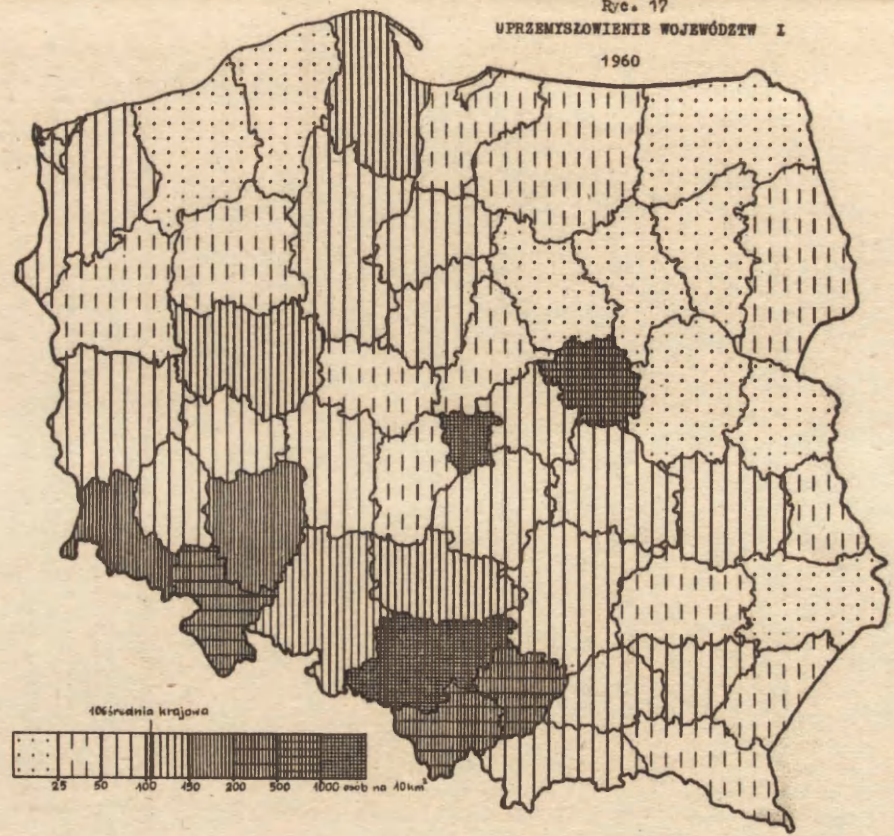 Ryc. 17
UPRZEMYSŁOWIENIE WOJEWÓDZTW I
1960
106 średnia krajowa
25 50 100 150 200 500 1000 osób na 10km²